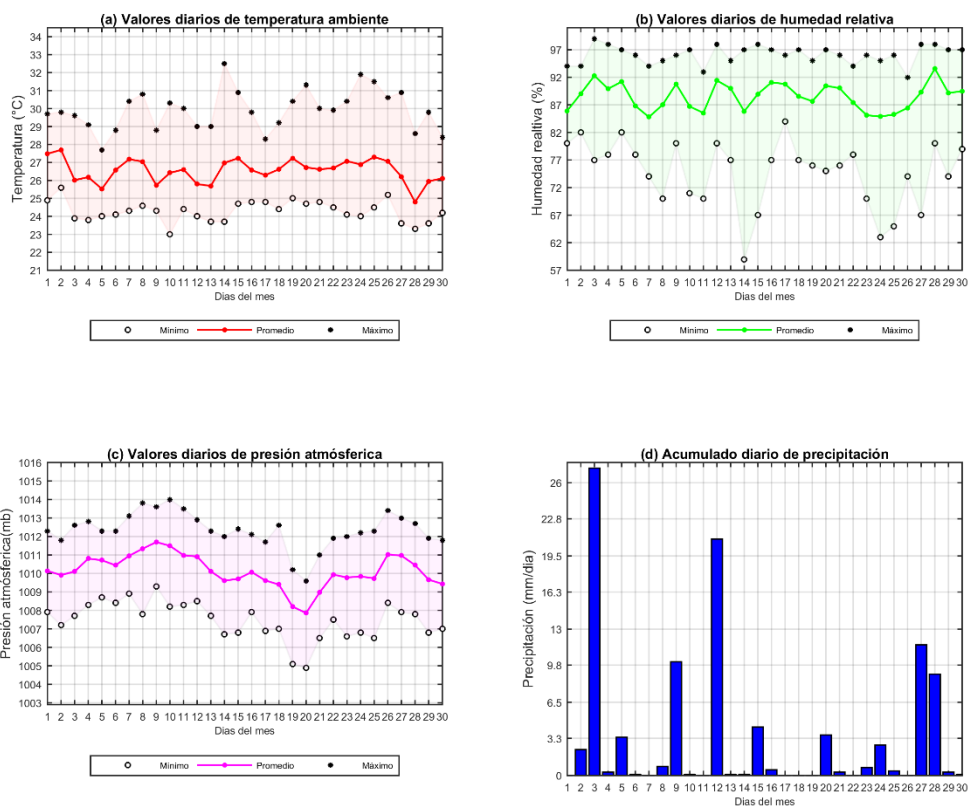 (a) Valores diarios de temperatura ambiente
Temperatura (°C)
34
33
32
31
30
29
28
27
26
25
24
23
22
21
1 2 3 4 5 6 7 8 9 10 11 12 13 14 15 16 17 18 19 20 21 22 23 24 25 26 27 28 29 30
Dias del mes
Mínimo Promedio Máximo
(b) Valores diarios de humedad relativa
Humedad realtiva (%)
97
92
87
82
77
72
67
62
57
1 2 3 4 5 6 7 8 9 10 11 12 13 14 15 16 17 18 19 20 21 22 23 24 25 26 27 28 29 30
Dias del mes
Mínimo Promedio Máximo
(c) Valores diarios de presión atmósferica
Presión atmósferica(mb)
1016
1014
1013
1012
1011
1010
1008
1007
1006
1005
1004
1003
1 2 3 4 5 6 7 8 9 10 11 12 13 14 15 16 17 18 19 20 21 22 23 24 25 26 27 28 29 30
Dias del mes
Mínimo Promedio Máximo
(d) Acumulado diario de precipitación
Precipitación (mm/dia)
26
22.8
19.5
16.3
13
9.8
6.5
3.3
0
1 2 3 4 5 6 7 8 9 10 11 12 13 14 15 16 17 18 19 20 21 22 23 24 25 26 27 28 29 30
Dias del mes